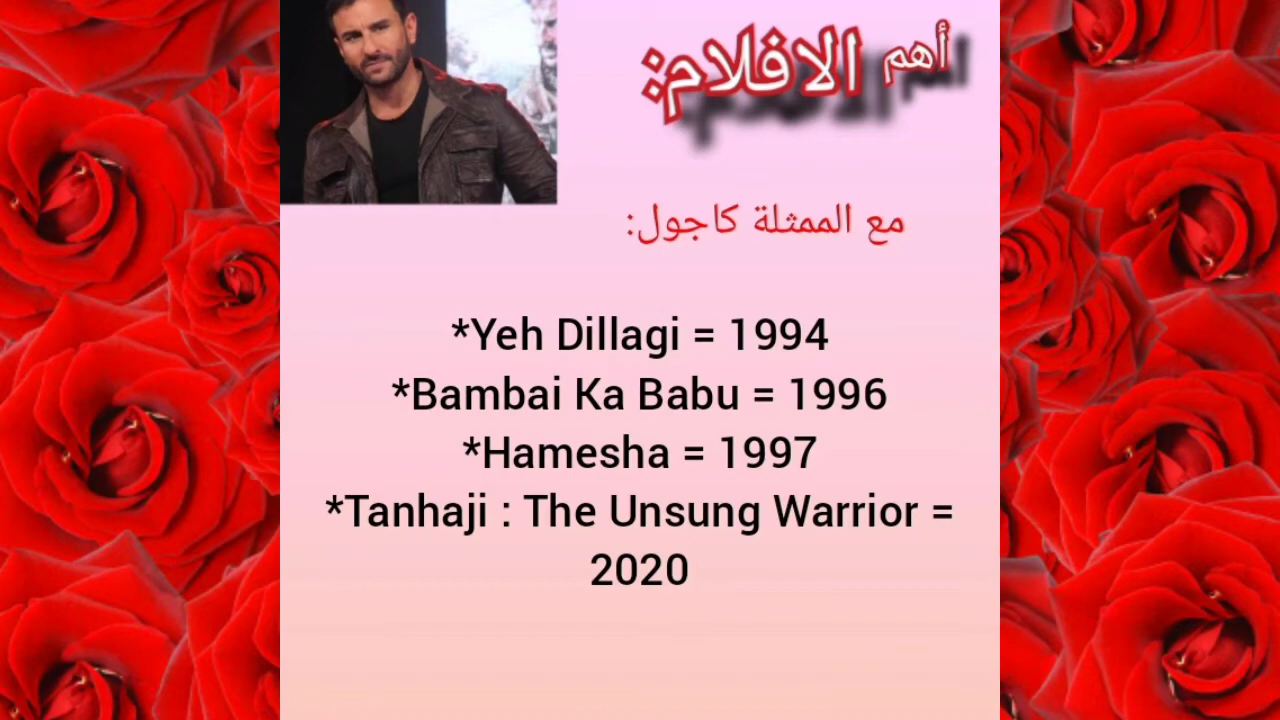 أهم الافلام:
مع الممثلة كاجول:
*Yeh Dillagi = 1994
*Bambai Ka Babu = 1996
*Hamesha = 1997
*Tanhaji : The Unsung Warrior =
2020